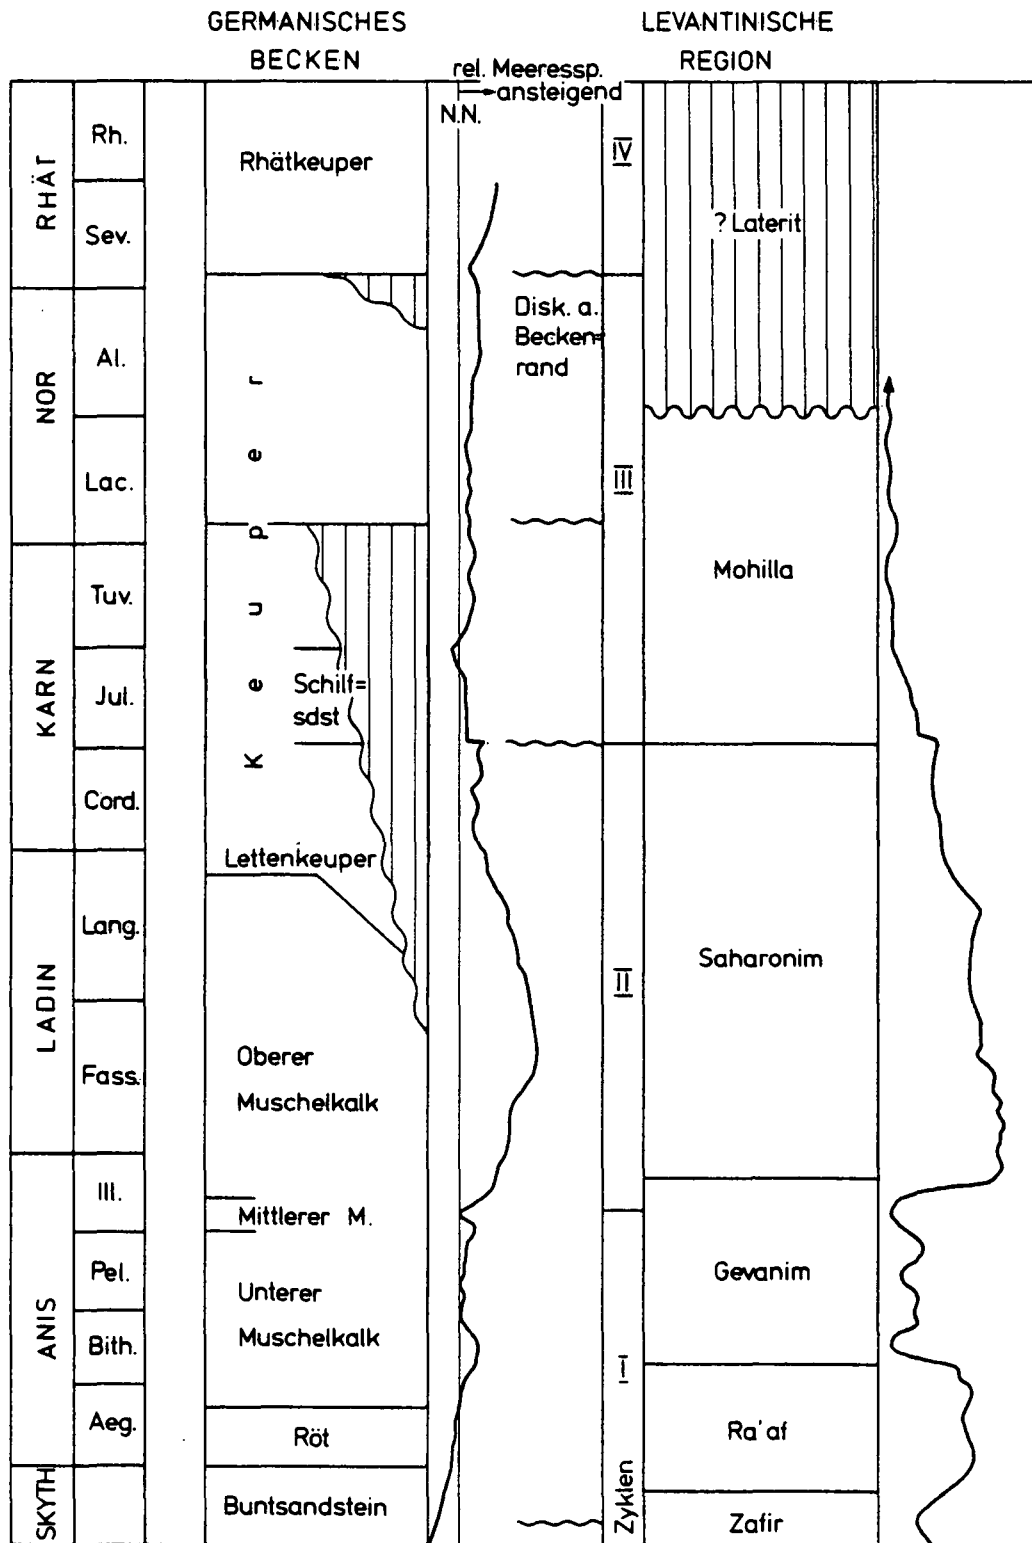 GERMANISCHES
BECKEN
LEVANTINISCHE
REGION
rel. Meeressp.
ansteigend
N.N.
RHÄT
Rh.
Sev.
NOR
Al.
Lac.
KARN
Tuv.
Jul.
Cord.
LADIN
Lang.
Fass.
ANIS
Ill.
Pel.
Bith.
Aeg.
SKYTH
Rhätkeuper
Keuper
Schilf=
sdst
Lettenkeuper
Oberer
Muschelkalk
Mittlerer M.
Unterer
Muschelkalk
Röt
Buntsandstein
Disk. a.
Becken=
rand
IV
III
II
I
Zyklen
? Laterit
Mohilla
Saharonim
Gevanim
Ra'af
Zafir